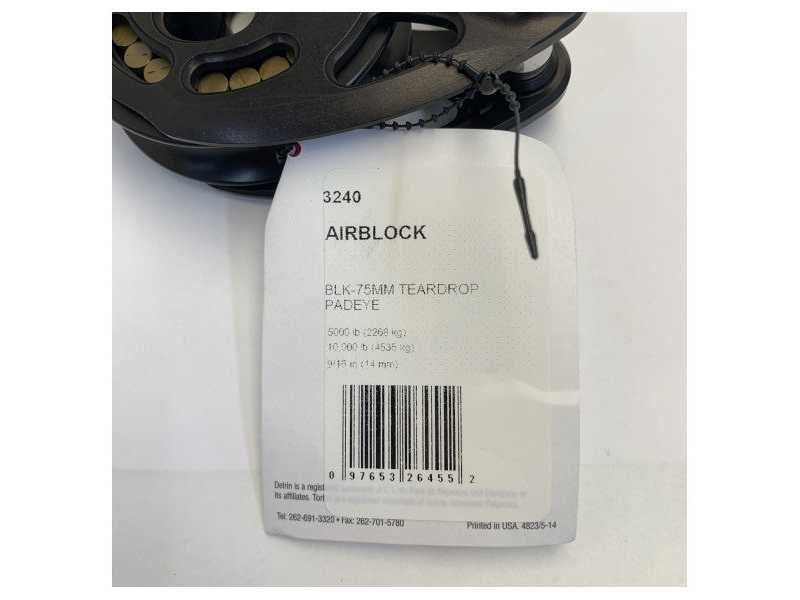 3240
AIRBLOCK
BLK-75MM TEARDROP
PADEYE
5000 lb (2268 kg)
10,000 lb (4535 kg)
9/16 in (14 mm)
0 97653 26455 2
Delrin is a regist
its affiliates. Torl
Tel: 262-691-3320 • Fax: 262-701-5780
Printed in USA. 4823/5-14